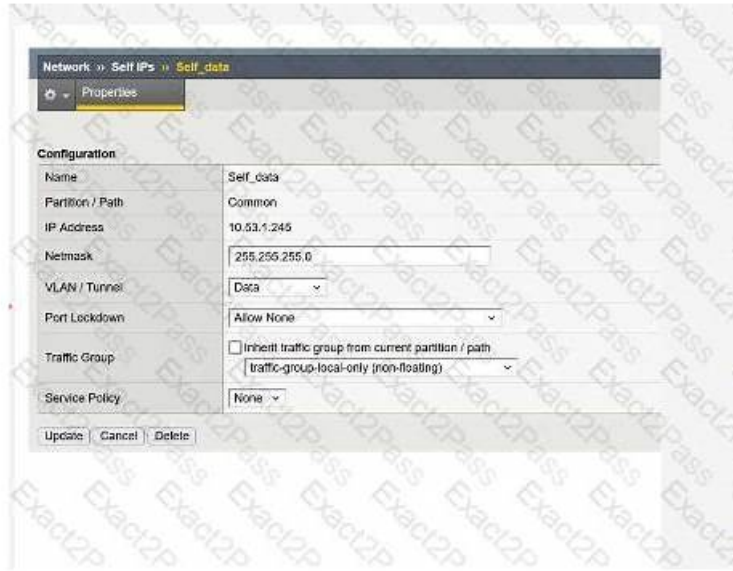 Network » Self IPs » Self_data
Properties
Configuration
Name Self_data
Partition / Path Common
IP Address 10.53.1.245
Netmask 255.255.255.0
VLAN / Tunnel Data
Port Lockdown Allow None
Traffic Group Inherit traffic group from current partition / path
traffic-group-local-only (non-floating)
Service Policy None
Update Cancel Delete
Exact2Pass